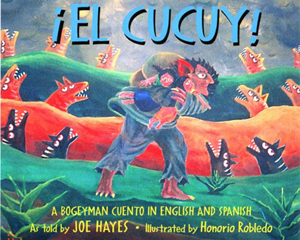 ¡EL CUCUY!
A BOGEYMAN CUENTO IN ENGLISH AND SPANISH
As told by JOE HAYES • Illustrated by Honorio Robledo